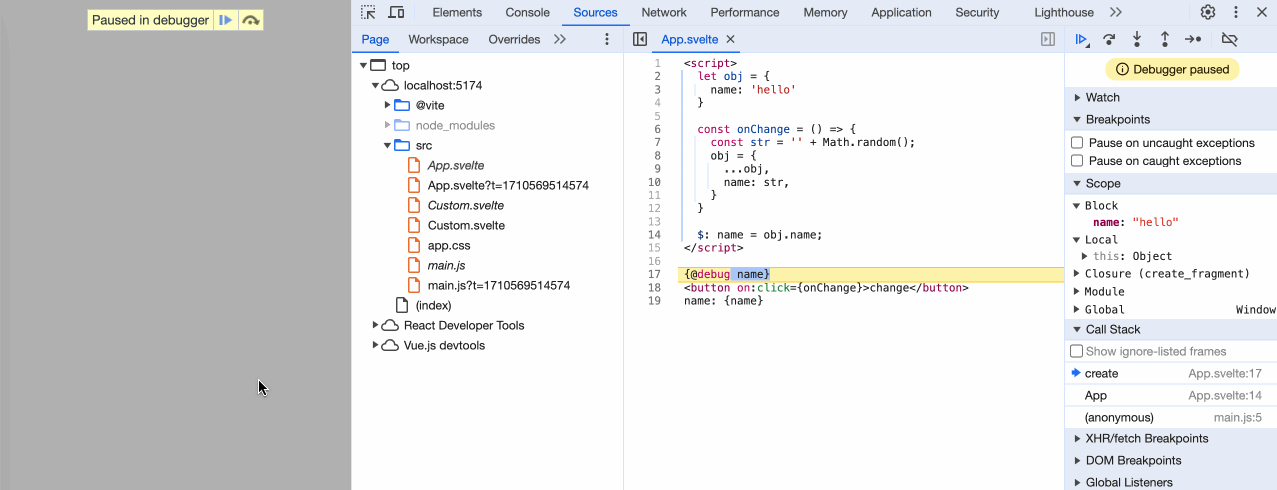 Paused in debugger
Elements Console Sources Network Performance Memory Application Security Lighthouse
Page Workspace Overrides
App.svelte
Debugger paused
top
localhost:5174
@vite
node_modules
src
App.svelte
App.svelte?t=1710569514574
Custom.svelte
Custom.svelte
app.css
main.js
main.js?t=1710569514574
(index)
React Developer Tools
Vue.js devtools
1 <script>
2 let obj = {
3 name: 'hello'
4 }
5
6 const onChange = () => {
7 const str = '' + Math.random();
8 obj = {
9 ...obj,
10 name: str,
11 }
12 }
13
14 $: name = obj.name;
15 </script>
16
17 {@debug name}
18 <button on:click={onChange}>change</button>
19 name: {name}
Watch
Breakpoints
Pause on uncaught exceptions
Pause on caught exceptions
Scope
Block
name: "hello"
Local
this: Object
Closure (create_fragment)
Module
Global Window
Call Stack
Show ignore-listed frames
create App.svelte:17
App App.svelte:14
(anonymous) main.js:5
XHR/fetch Breakpoints
DOM Breakpoints
Global Listeners